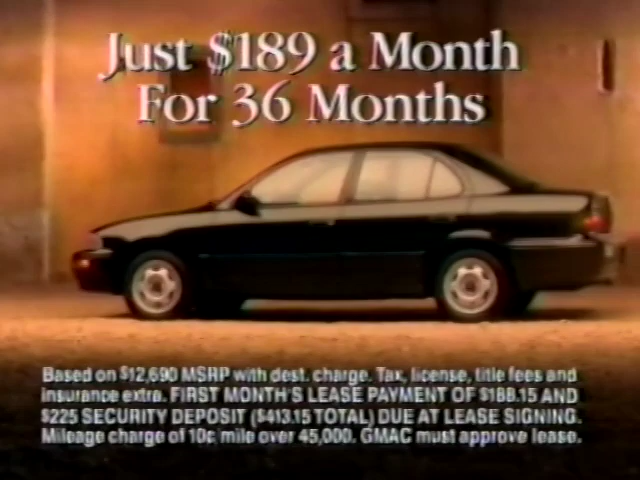 Just $189 a Month
For 36 Months
Based on $12,690 MSRP with dest. charge. Tax, license, title fees and
insurance extra. FIRST MONTH'S LEASE PAYMENT OF $188.15 AND
$225 SECURITY DEPOSIT ($413.15 TOTAL) DUE AT LEASE SIGNING.
Mileage charge of 10¢ mile over 45,000. GMAC must approve lease.